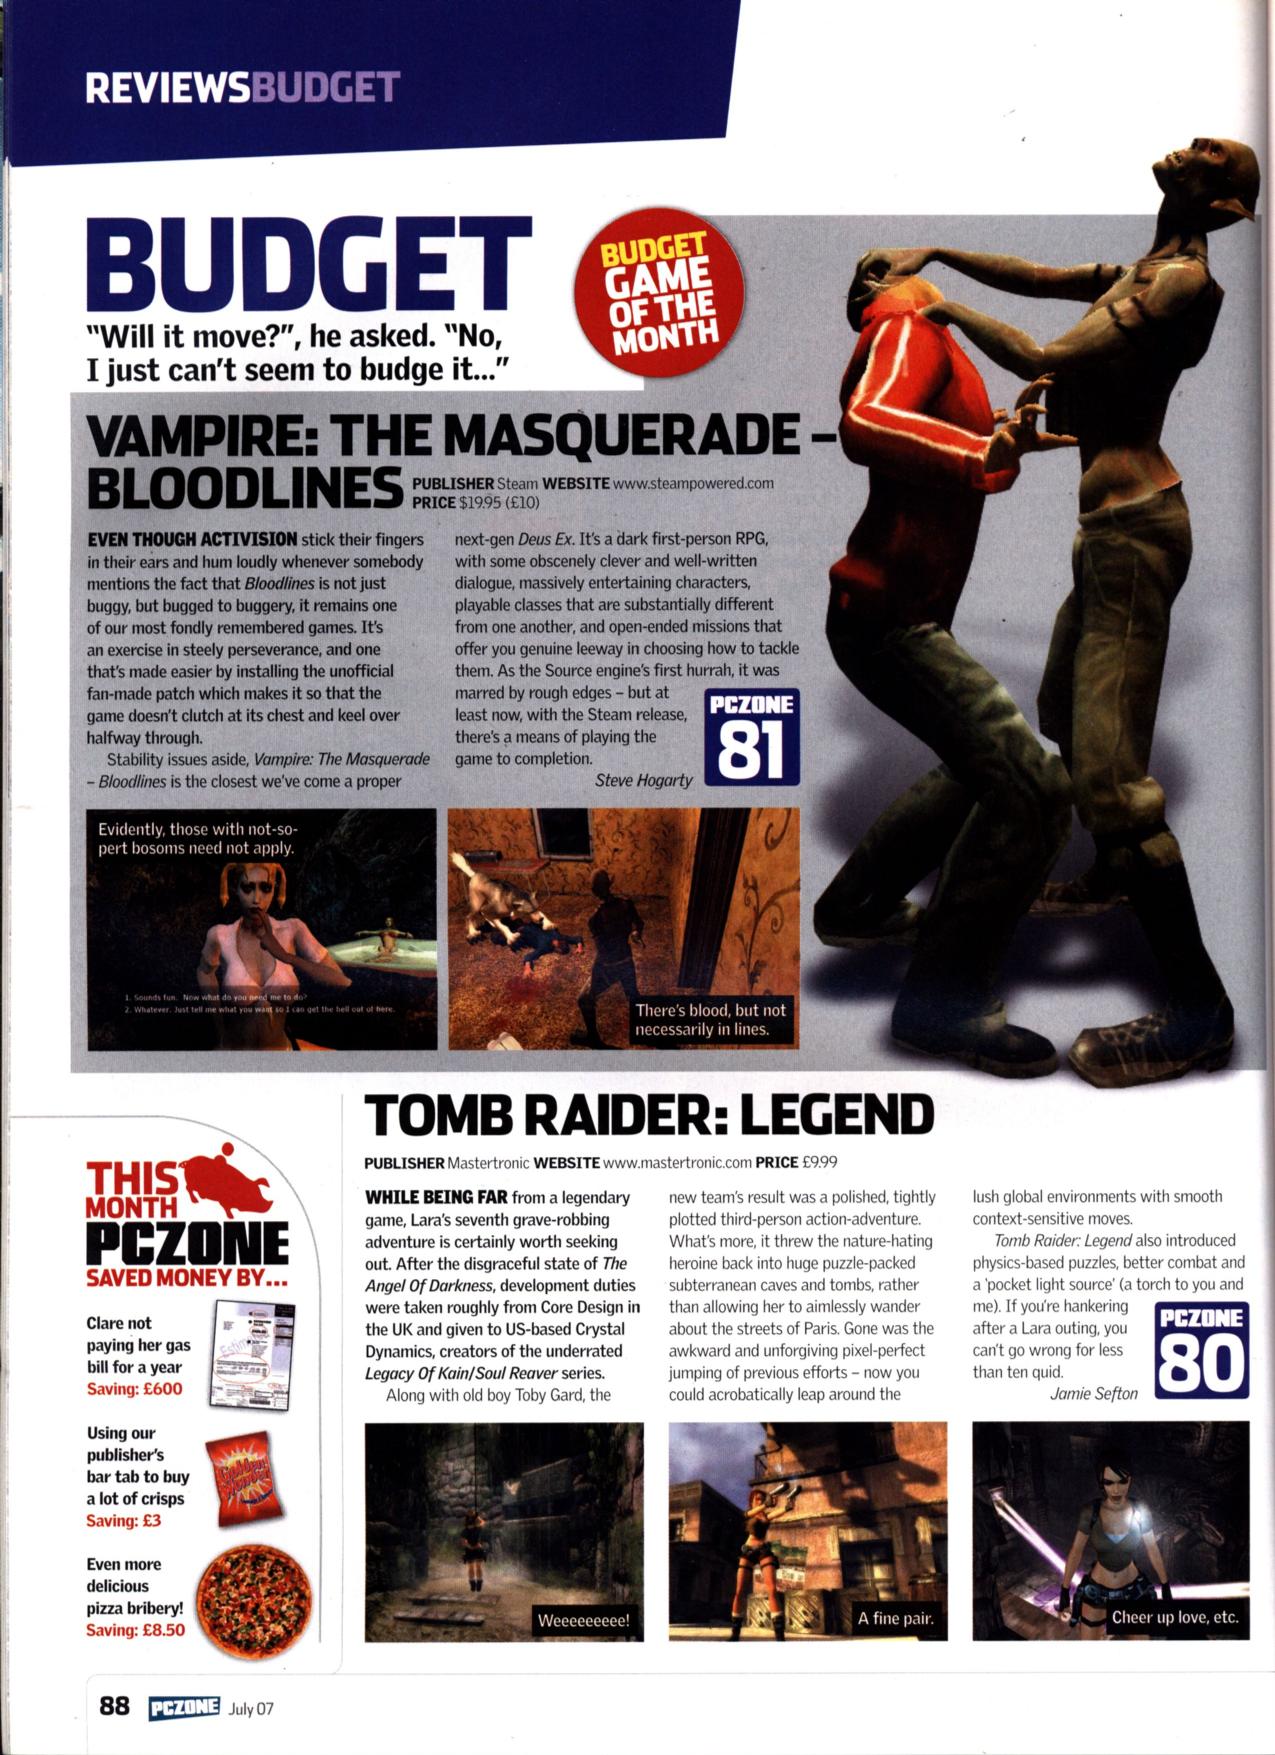 REVIEWSBUDGET
BUDGET
"Will it move?", he asked. "No,
I just can't seem to budge it..."
BUDGET
GAME
OF THE
MONTH
VAMPIRE: THE MASQUERADE –
BLOODLINES
PUBLISHER Steam WEBSITE www.steampowered.com
PRICE $19.95 (£10)
EVEN THOUGH ACTIVISION stick their fingers
in their ears and hum loudly whenever somebody
mentions the fact that Bloodlines is not just
buggy, but bugged to buggery, it remains one
of our most fondly remembered games. It's
an exercise in steely perseverance, and one
that's made easier by installing the unofficial
fan-made patch which makes it so that the
game doesn't clutch at its chest and keel over
halfway through.
Stability issues aside, Vampire: The Masquerade
– Bloodlines is the closest we've come a proper
next-gen Deus Ex. It's a dark first-person RPG,
with some obscenely clever and well-written
dialogue, massively entertaining characters,
playable classes that are substantially different
from one another, and open-ended missions that
offer you genuine leeway in choosing how to tackle
them. As the Source engine's first hurrah, it was
marred by rough edges – but at
least now, with the Steam release,
there's a means of playing the
game to completion.
Steve Hogarty
PCZONE
81
Evidently, those with not-so-
pert bosoms need not apply.
1. Sounds fun. Now what do you need me to do?
2. Whatever. Just tell me what you want so I can get the hell out of here.
There's blood, but not
necessarily in lines.
THIS
MONTH
PCZONE
SAVED MONEY BY...
Clare not
paying her gas
bill for a year
Saving: £600
Using our
publisher's
bar tab to buy
a lot of crisps
Saving: £3
Even more
delicious
pizza bribery!
Saving: £8.50
TOMB RAIDER: LEGEND
PUBLISHER Mastertronic WEBSITE www.mastertronic.com PRICE £9.99
WHILE BEING FAR from a legendary
game, Lara's seventh grave-robbing
adventure is certainly worth seeking
out. After the disgraceful state of The
Angel Of Darkness, development duties
were taken roughly from Core Design in
the UK and given to US-based Crystal
Dynamics, creators of the underrated
Legacy Of Kain/Soul Reaver series.
Along with old boy Toby Gard, the
new team's result was a polished, tightly
plotted third-person action-adventure.
What's more, it threw the nature-hating
heroine back into huge puzzle-packed
subterranean caves and tombs, rather
than allowing her to aimlessly wander
about the streets of Paris. Gone was the
awkward and unforgiving pixel-perfect
jumping of previous efforts – now you
could acrobatically leap around the
lush global environments with smooth
context-sensitive moves.
Tomb Raider: Legend also introduced
physics-based puzzles, better combat and
a 'pocket light source' (a torch to you and
me). If you're hankering
after a Lara outing, you
can't go wrong for less
than ten quid.
Jamie Sefton
PCZONE
80
Weeeeeeeee!
A fine pair.
Cheer up love, etc.
88 PCZONE July 07